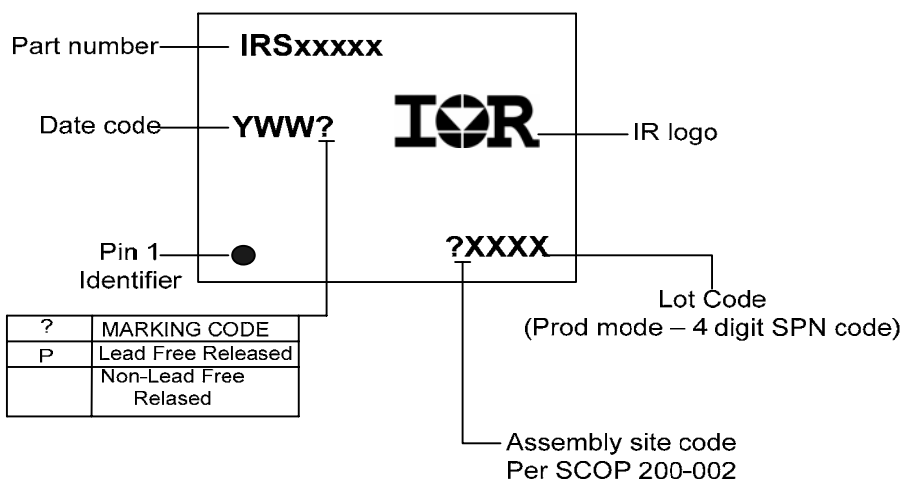 Part number
IRSxxxxx
Date code
YWW?
IOR
IR logo
Pin 1
Identifier
?XXXX
Lot Code
(Prod mode – 4 digit SPN code)
? MARKING CODE
P Lead Free Released
Non-Lead Free
Relased
Assembly site code
Per SCOP 200-002